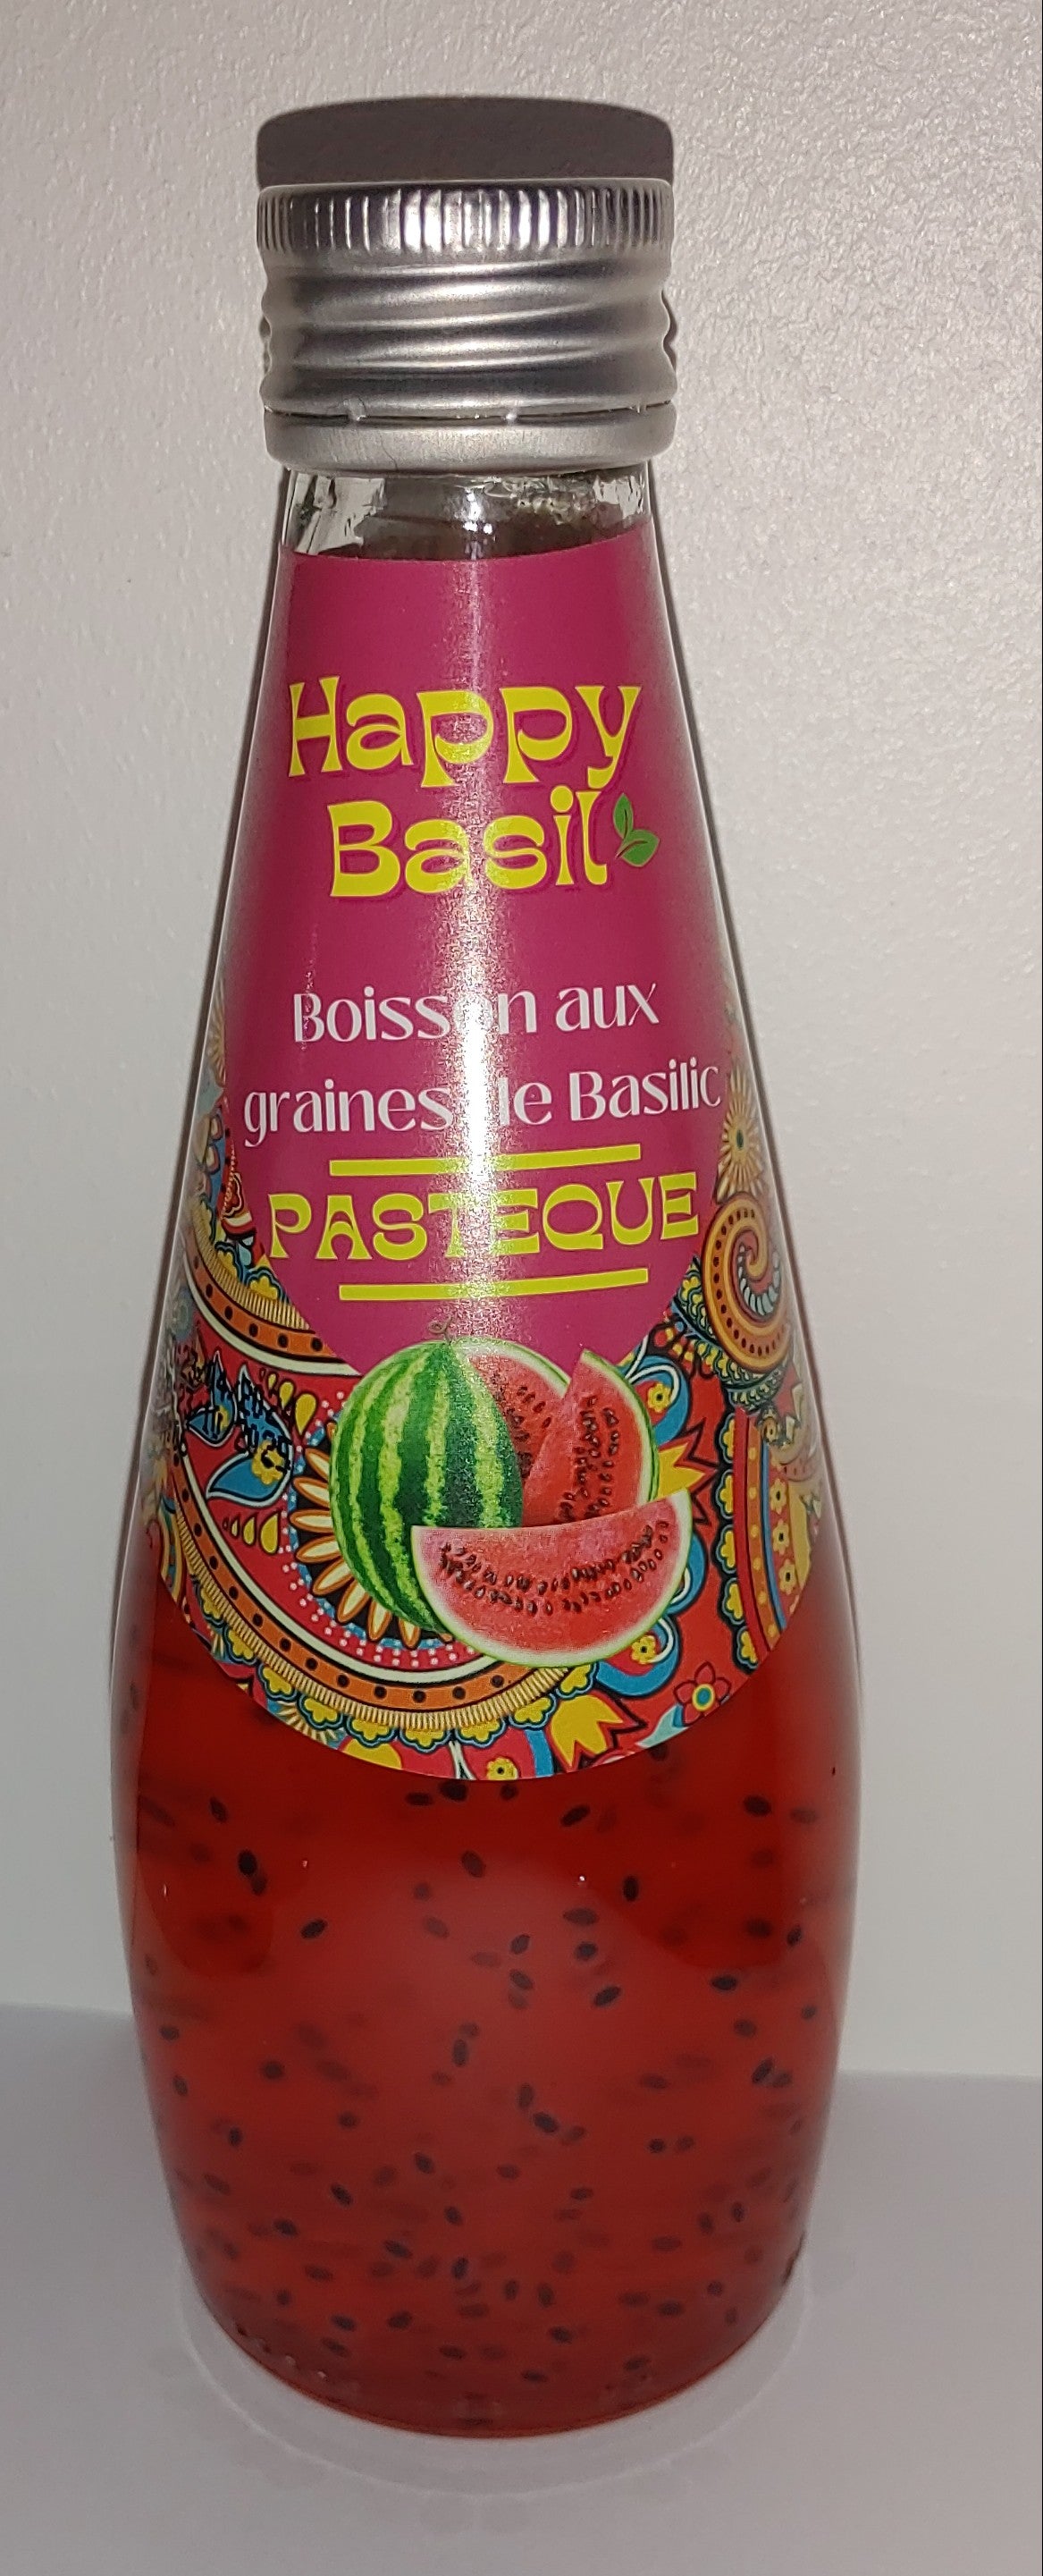 Happy
Basil
Boisson aux
graines de Basilic
PASTEQUE